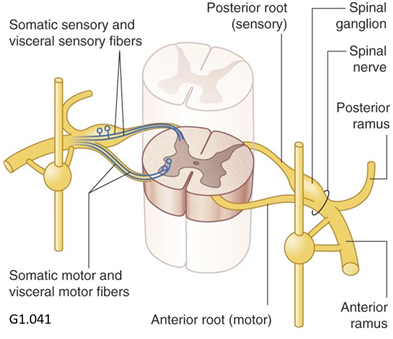 Somatic sensory and
visceral sensory fibers
Posterior root
(sensory)
Spinal
ganglion
Spinal
nerve
Posterior
ramus
Somatic motor and
visceral motor fibers
Anterior root (motor)
Anterior
ramus
G1.041